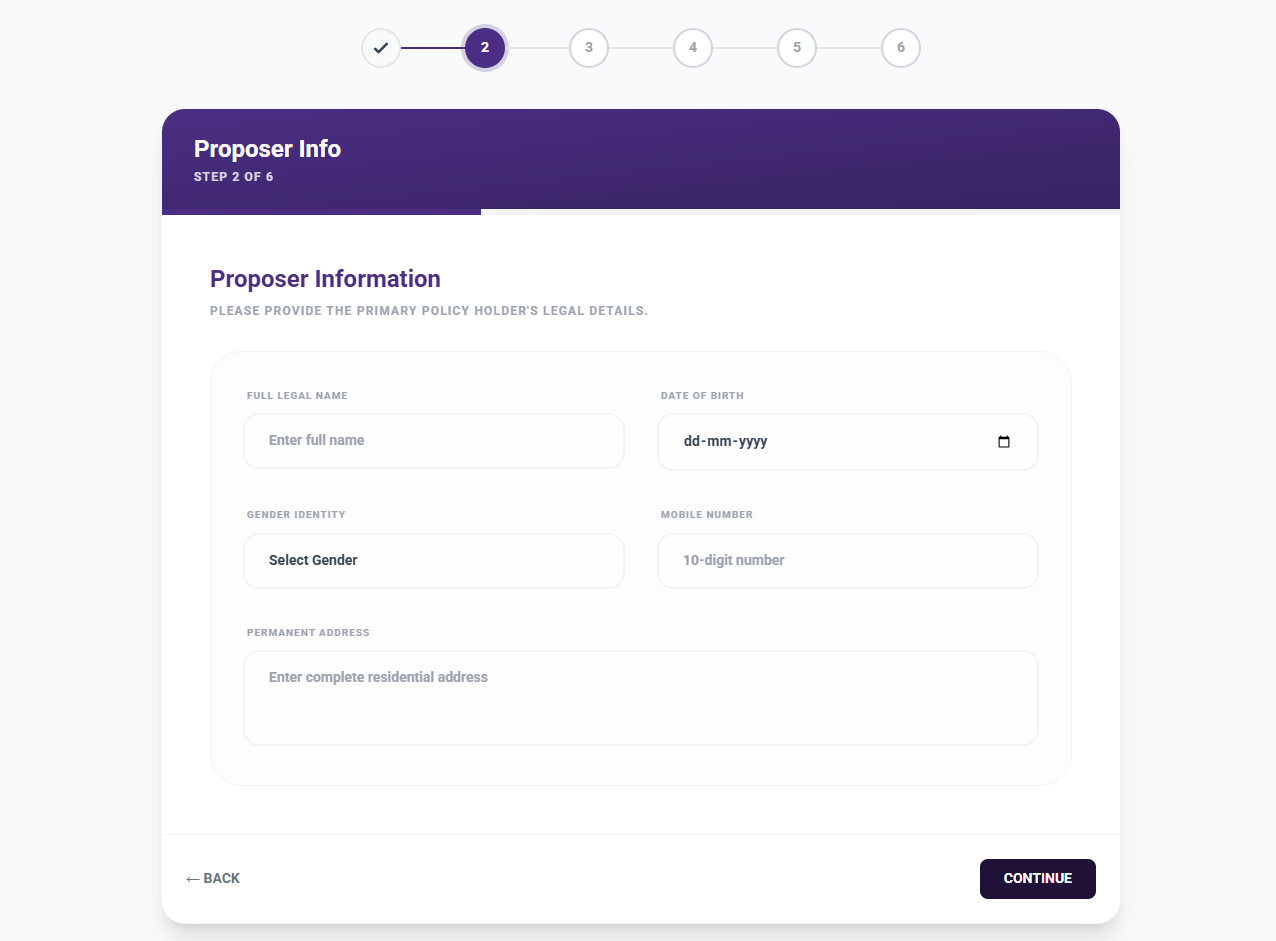 2 3 4 5 6
Proposer Info
STEP 2 OF 6
Proposer Information
PLEASE PROVIDE THE PRIMARY POLICY HOLDER'S LEGAL DETAILS.
FULL LEGAL NAME
DATE OF BIRTH
Enter full name
dd-mm-yyyy
GENDER IDENTITY
MOBILE NUMBER
Select Gender
10-digit number
PERMANENT ADDRESS
Enter complete residential address
← BACK
CONTINUE